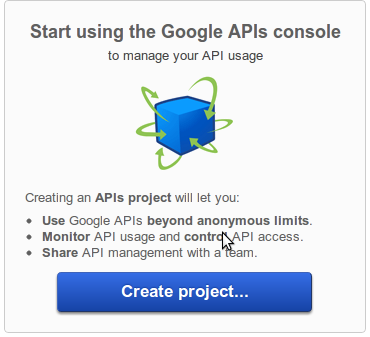 Start using the Google APIs console
to manage your API usage
Creating an APIs project will let you:
• Use Google APIs beyond anonymous limits.
• Monitor API usage and control API access.
• Share API management with a team.
Create project...